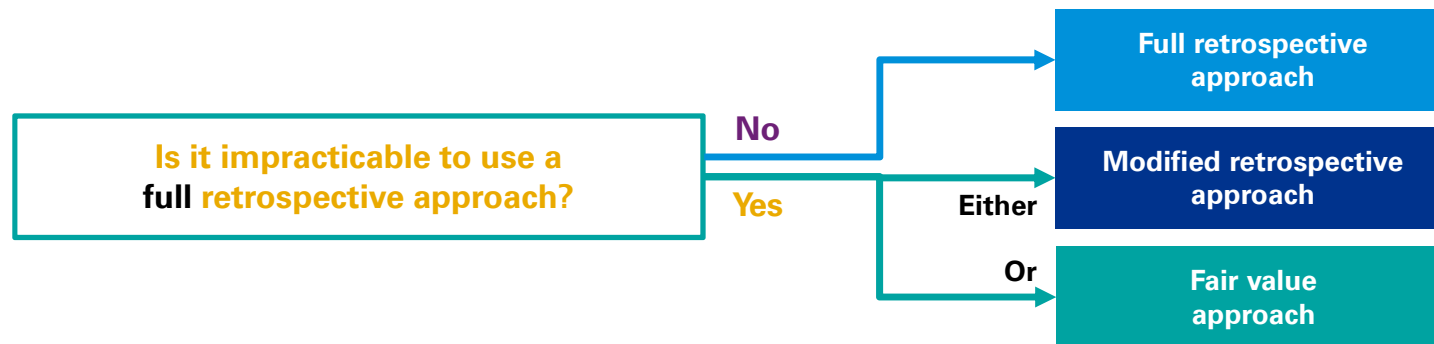 Is it impracticable to use a
full retrospective approach?
No
Yes
Either
Or
Full retrospective
approach
Modified retrospective
approach
Fair value
approach